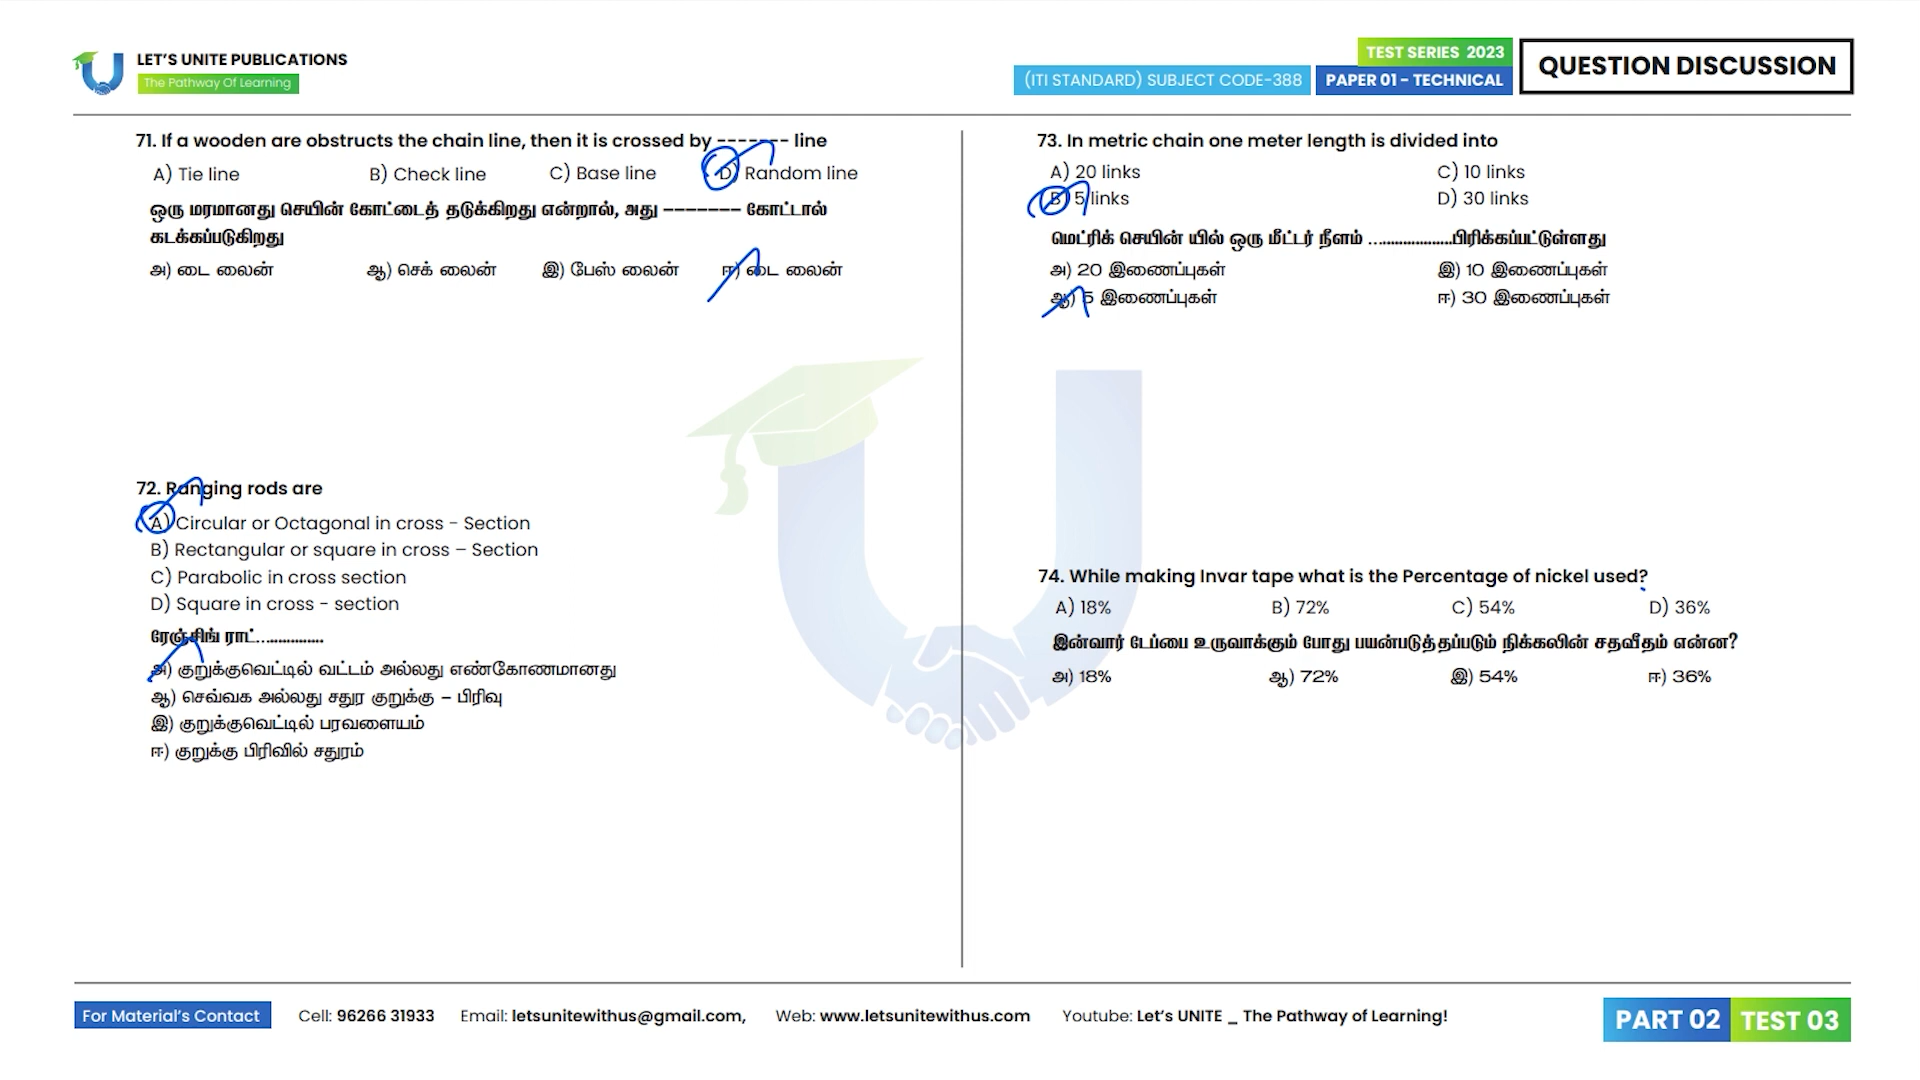 LET'S UNITE PUBLICATIONS
The Pathway Of Learning
TEST SERIES 2023
(ITI STANDARD) SUBJECT CODE-388
PAPER 01 - TECHNICAL
QUESTION DISCUSSION
71. If a wooden are obstructs the chain line, then it is crossed by ------- line
A) Tie line B) Check line C) Base line D) Random line
ஒரு மரமானது செயின் கோட்டைத் தடுக்கிறது என்றால், அது ------- கோட்டால்
கடக்கப்படுகிறது
அ) டை லைன் ஆ) செக் லைன் இ) பேஸ் லைன் ஈ) டை லைன்
72. Ranging rods are
A) Circular or Octagonal in cross - Section
B) Rectangular or square in cross – Section
C) Parabolic in cross section
D) Square in cross - section
ரேஞ்சிங் ராட்...............
அ) குறுக்குவெட்டில் வட்டம் அல்லது எண்கோணமானது
ஆ) செவ்வக அல்லது சதுர குறுக்கு – பிரிவு
இ) குறுக்குவெட்டில் பரவளையம்
ஈ) குறுக்கு பிரிவில் சதுரம்
73. In metric chain one meter length is divided into
A) 20 links C) 10 links
B) 5 links D) 30 links
மெட்ரிக் செயின் யில் ஒரு மீட்டர் நீளம் ...................பிரிக்கப்பட்டுள்ளது
அ) 20 இணைப்புகள் இ) 10 இணைப்புகள்
ஆ) 5 இணைப்புகள் ஈ) 30 இணைப்புகள்
74. While making Invar tape what is the Percentage of nickel used?
A) 18% B) 72% C) 54% D) 36%
இன்வார் டேப்பை உருவாக்கும் போது பயன்படுத்தப்படும் நிக்கலின் சதவீதம் என்ன?
அ) 18% ஆ) 72% இ) 54% ஈ) 36%
For Material's Contact Cell: 96266 31933 Email: letsunitewithus@gmail.com, Web: www.letsunitewithus.com Youtube: Let's UNITE _ The Pathway of Learning!
PART 02 TEST 03